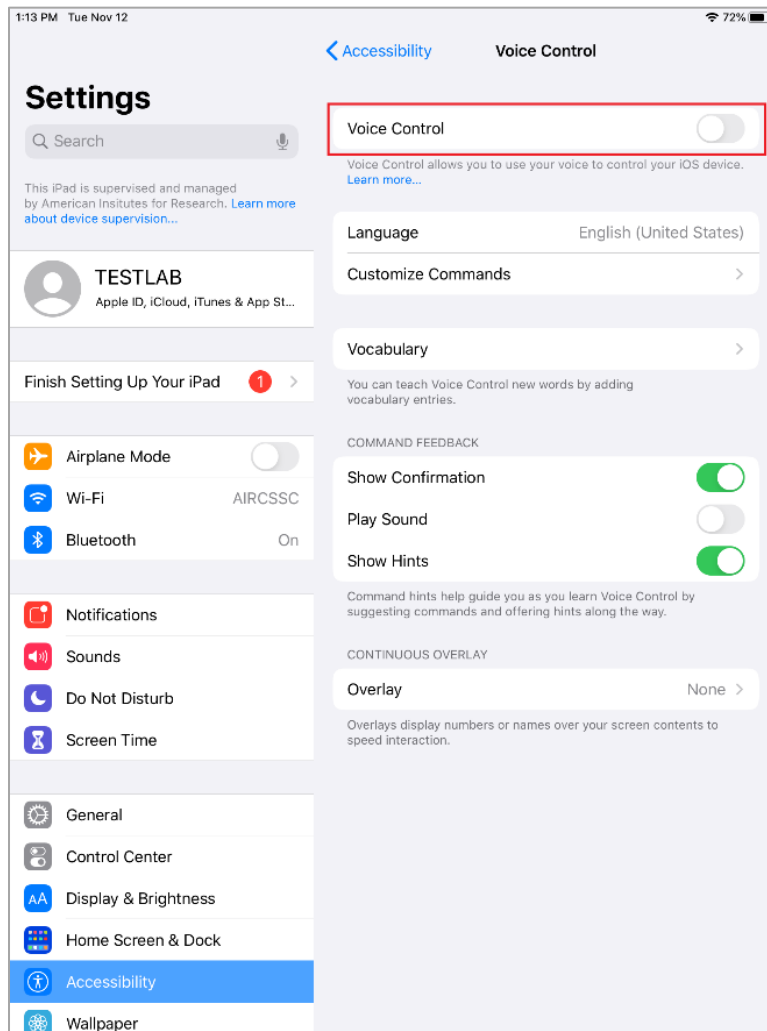 1:13 PM Tue Nov 12
72%
Settings
Search
This iPad is supervised and managed
by American Insitutes for Research. Learn more
about device supervision...
TESTLAB
Apple ID, iCloud, iTunes & App St...
Finish Setting Up Your iPad 1
Airplane Mode
Wi-Fi AIRCSSC
Bluetooth On
Notifications
Sounds
Do Not Disturb
Screen Time
General
Control Center
AA Display & Brightness
Home Screen & Dock
Accessibility
Wallpaper
Accessibility Voice Control
Voice Control
Voice Control allows you to use your voice to control your iOS device.
Learn more...
Language English (United States)
Customize Commands
Vocabulary
You can teach Voice Control new words by adding
vocabulary entries.
COMMAND FEEDBACK
Show Confirmation
Play Sound
Show Hints
Command hints help guide you as you learn Voice Control by
suggesting commands and offering hints along the way.
CONTINUOUS OVERLAY
Overlay None
Overlays display numbers or names over your screen contents to
speed interaction.